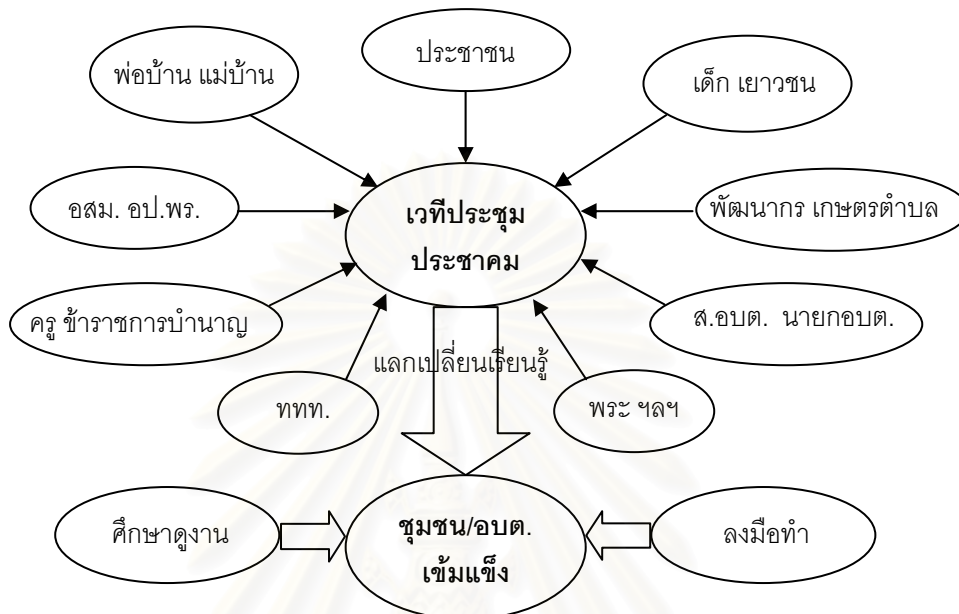 ประชาชน
พ่อบ้าน แม่บ้าน
เด็ก เยาวชน
อสม. อป.พร.
เวทีประชุม
ประชาคม
พัฒนากร เกษตรตำบล
ครู ข้าราชการบำนาญ
ส.อบต. นายกอบต.
แลกเปลี่ยนเรียนรู้
ททท.
พระ ฯลฯ
ศึกษาดูงาน
ชุมชน/อบต.
เข้มแข็ง
ลงมือทำ